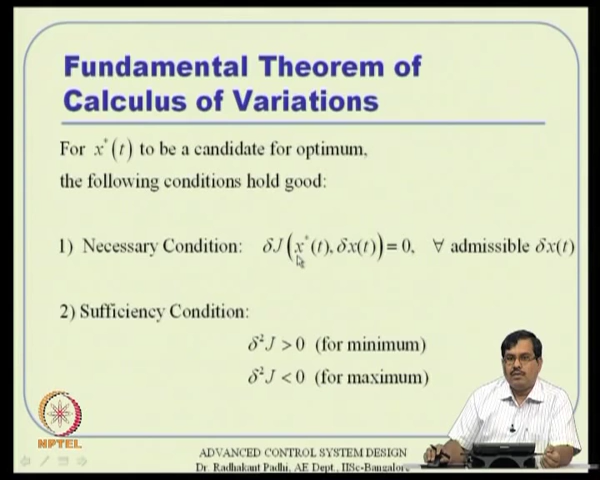 Fundamental Theorem of
Calculus of Variations
For x*(t) to be a candidate for optimum,
the following conditions hold good:
1) Necessary Condition: δJ(x*(t), δx(t)) = 0, ∀ admissible δx(t)
2) Sufficiency Condition:
δ²J > 0 (for minimum)
δ²J < 0 (for maximum)
NPTEL
ADVANCED CONTROL SYSTEM DESIGN
Dr. Radhakant Padhi, AE Dept., IISc-Bangalore